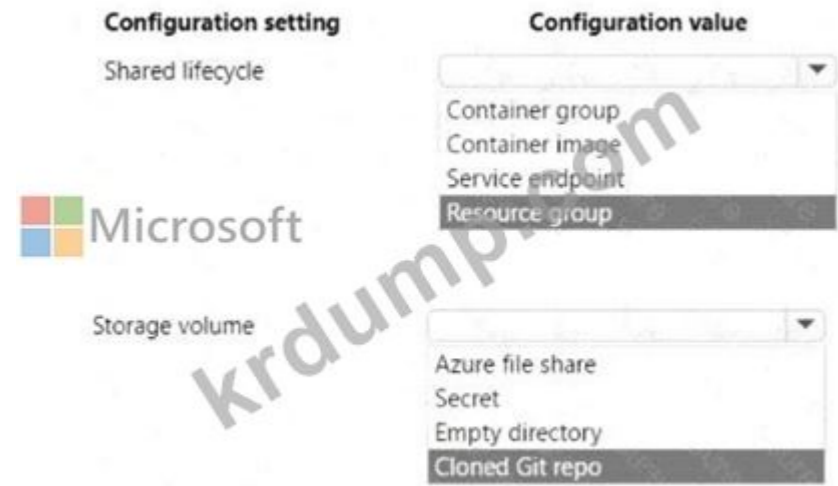 Configuration setting Configuration value
Shared lifecycle
Container group
Container image
Service endpoint
Resource group
Microsoft
krdump.com
Storage volume
Azure file share
Secret
Empty directory
Cloned Git repo